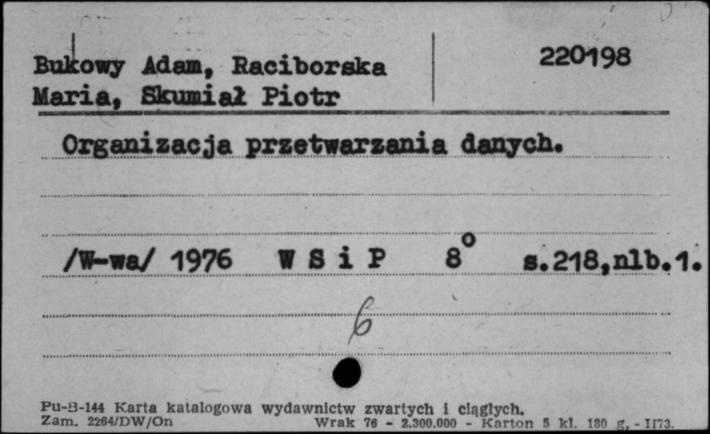 Bukowy Adam, Raciborska 220198
Maria, Skumiał Piotr
Organizacja przetwarzania danych.
/W-wa/ 1976 W S i P 8° s.218,nlb.1.
6
Pu-B-144 Karta katalogowa wydawnictw zwartych i ciągłych.
Zam. 2264/DW/On Wrak 76 - 2.300.000 - Karton 5 kl. 180 g, - II73.